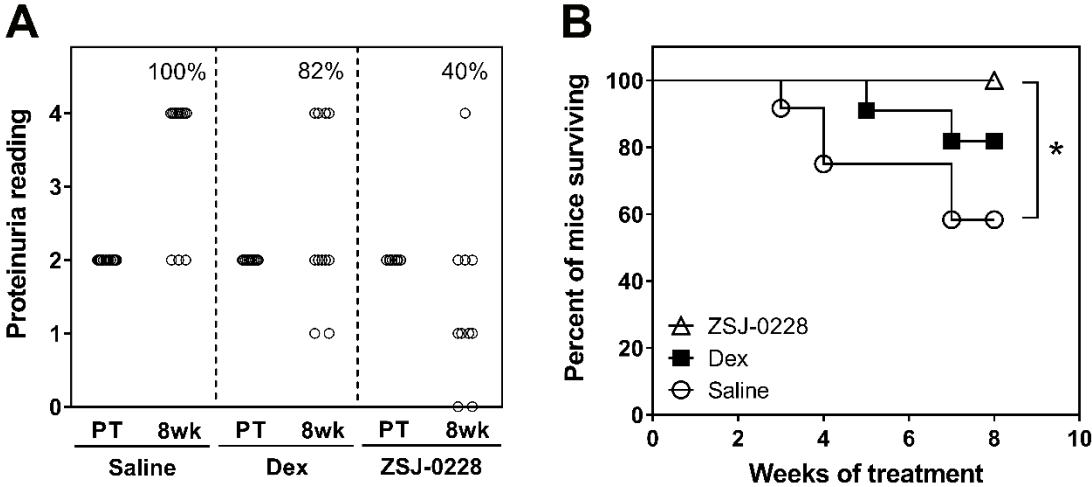 A
Proteinuria reading
100%
82%
40%
4
3
2
1
0
PT 8wk PT 8wk PT 8wk
Saline Dex ZSJ-0228
B
Percent of mice surviving
100
80
60
40
20
0
*
ZSJ-0228
Dex
Saline
0 2 4 6 8 10
Weeks of treatment